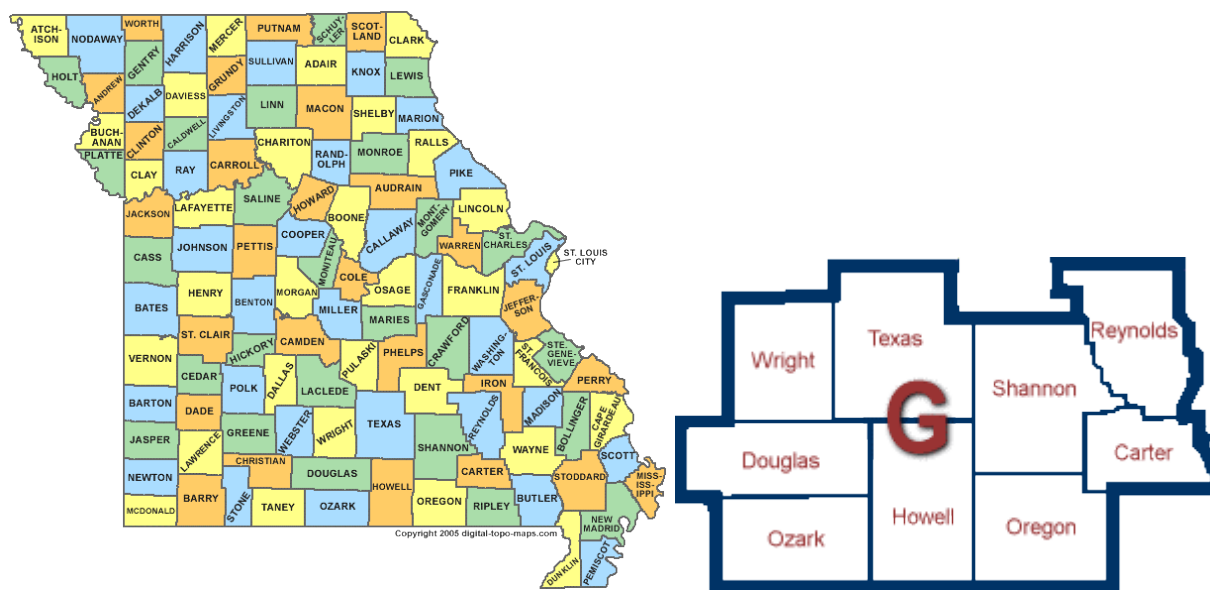 ATCH-
ISON
NODAWAY
WORTH
HARRISON
MERCER
PUTNAM
SCHUY-
LER
SCOT-
LAND
CLARK
HOLT
ANDREW
GENTRY
GRUNDY
SULLIVAN
ADAIR
KNOX
LEWIS
DEKALB
DAVIESS
LIVINGSTON
LINN
MACON
SHELBY
MARION
BUCH-
ANAN
CLINTON
CALDWELL
CHARITON
RAND-
OLPH
MONROE
RALLS
PLATTE
CLAY
RAY
CARROLL
PIKE
JACKSON
LAFAYETTE
SALINE
HOWARD
BOONE
AUDRAIN
CALLAWAY
MONT-
GOMERY
LINCOLN
CASS
JOHNSON
PETTIS
COOPER
MONITEAU
COLE
WARREN
ST.
CHARLES
ST. LOUIS
ST. LOUIS
CITY
BATES
HENRY
BENTON
MORGAN
MILLER
OSAGE
GASCONADE
FRANKLIN
JEFFER-
SON
VERNON
ST. CLAIR
HICKORY
CAMDEN
PULASKI
MARIES
PHELPS
CRAWFORD
WASHING-
TON
ST.
FRANCOIS
STE.
GENE-
VIEVE
PERRY
CEDAR
POLK
DALLAS
LACLEDE
DENT
IRON
BARTON
DADE
GREENE
WEBSTER
WRIGHT
TEXAS
SHANNON
REYNOLDS
MADISON
BOLLINGER
CAPE
GIRARDEAU
JASPER
LAWRENCE
CHRISTIAN
DOUGLAS
HOWELL
CARTER
WAYNE
STODDARD
SCOTT
MISS-
ISS-
IPPI
NEWTON
MCDONALD
BARRY
STONE
TANEY
OZARK
OREGON
RIPLEY
BUTLER
NEW
MADRID
DUNKLIN
PEMISCOT
Copyright 2005 digital-topo-maps.com
Wright
Texas
Reynolds
Shannon
G
Douglas
Carter
Ozark
Howell
Oregon